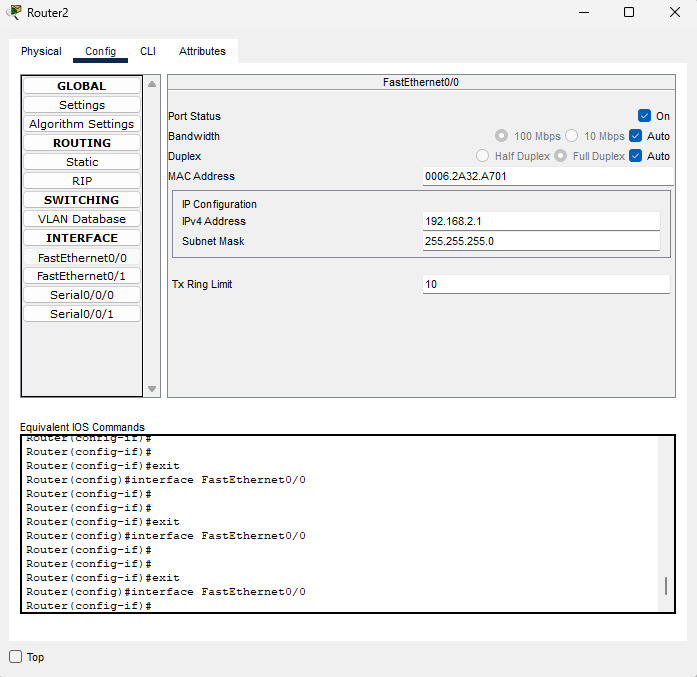 Router2
Physical Config CLI Attributes
GLOBAL
Settings
Algorithm Settings
ROUTING
Static
RIP
SWITCHING
VLAN Database
INTERFACE
FastEthernet0/0
FastEthernet0/1
Serial0/0/0
Serial0/0/1
FastEthernet0/0
Port Status On
Bandwidth 100 Mbps 10 Mbps Auto
Duplex Half Duplex Full Duplex Auto
MAC Address 0006.2A32.A701
IP Configuration
IPv4 Address 192.168.2.1
Subnet Mask 255.255.255.0
Tx Ring Limit 10
Equivalent IOS Commands
Router(config-if)#
Router(config-if)#
Router(config-if)#exit
Router(config)#interface FastEthernet0/0
Router(config-if)#
Router(config-if)#
Router(config-if)#exit
Router(config)#interface FastEthernet0/0
Router(config-if)#
Router(config-if)#
Router(config-if)#exit
Router(config)#interface FastEthernet0/0
Router(config-if)#
Top